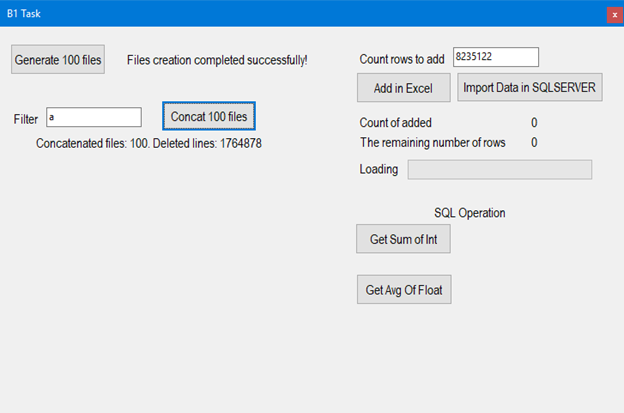 B1 Task
x
Generate 100 files
Files creation completed successfully!
Filter
a
Concat 100 files
Concatenated files: 100. Deleted lines: 1764878
Count rows to add
8235122
Add in Excel
Import Data in SQLSERVER
Count of added
0
The remaining number of rows
0
Loading
SQL Operation
Get Sum of Int
Get Avg Of Float